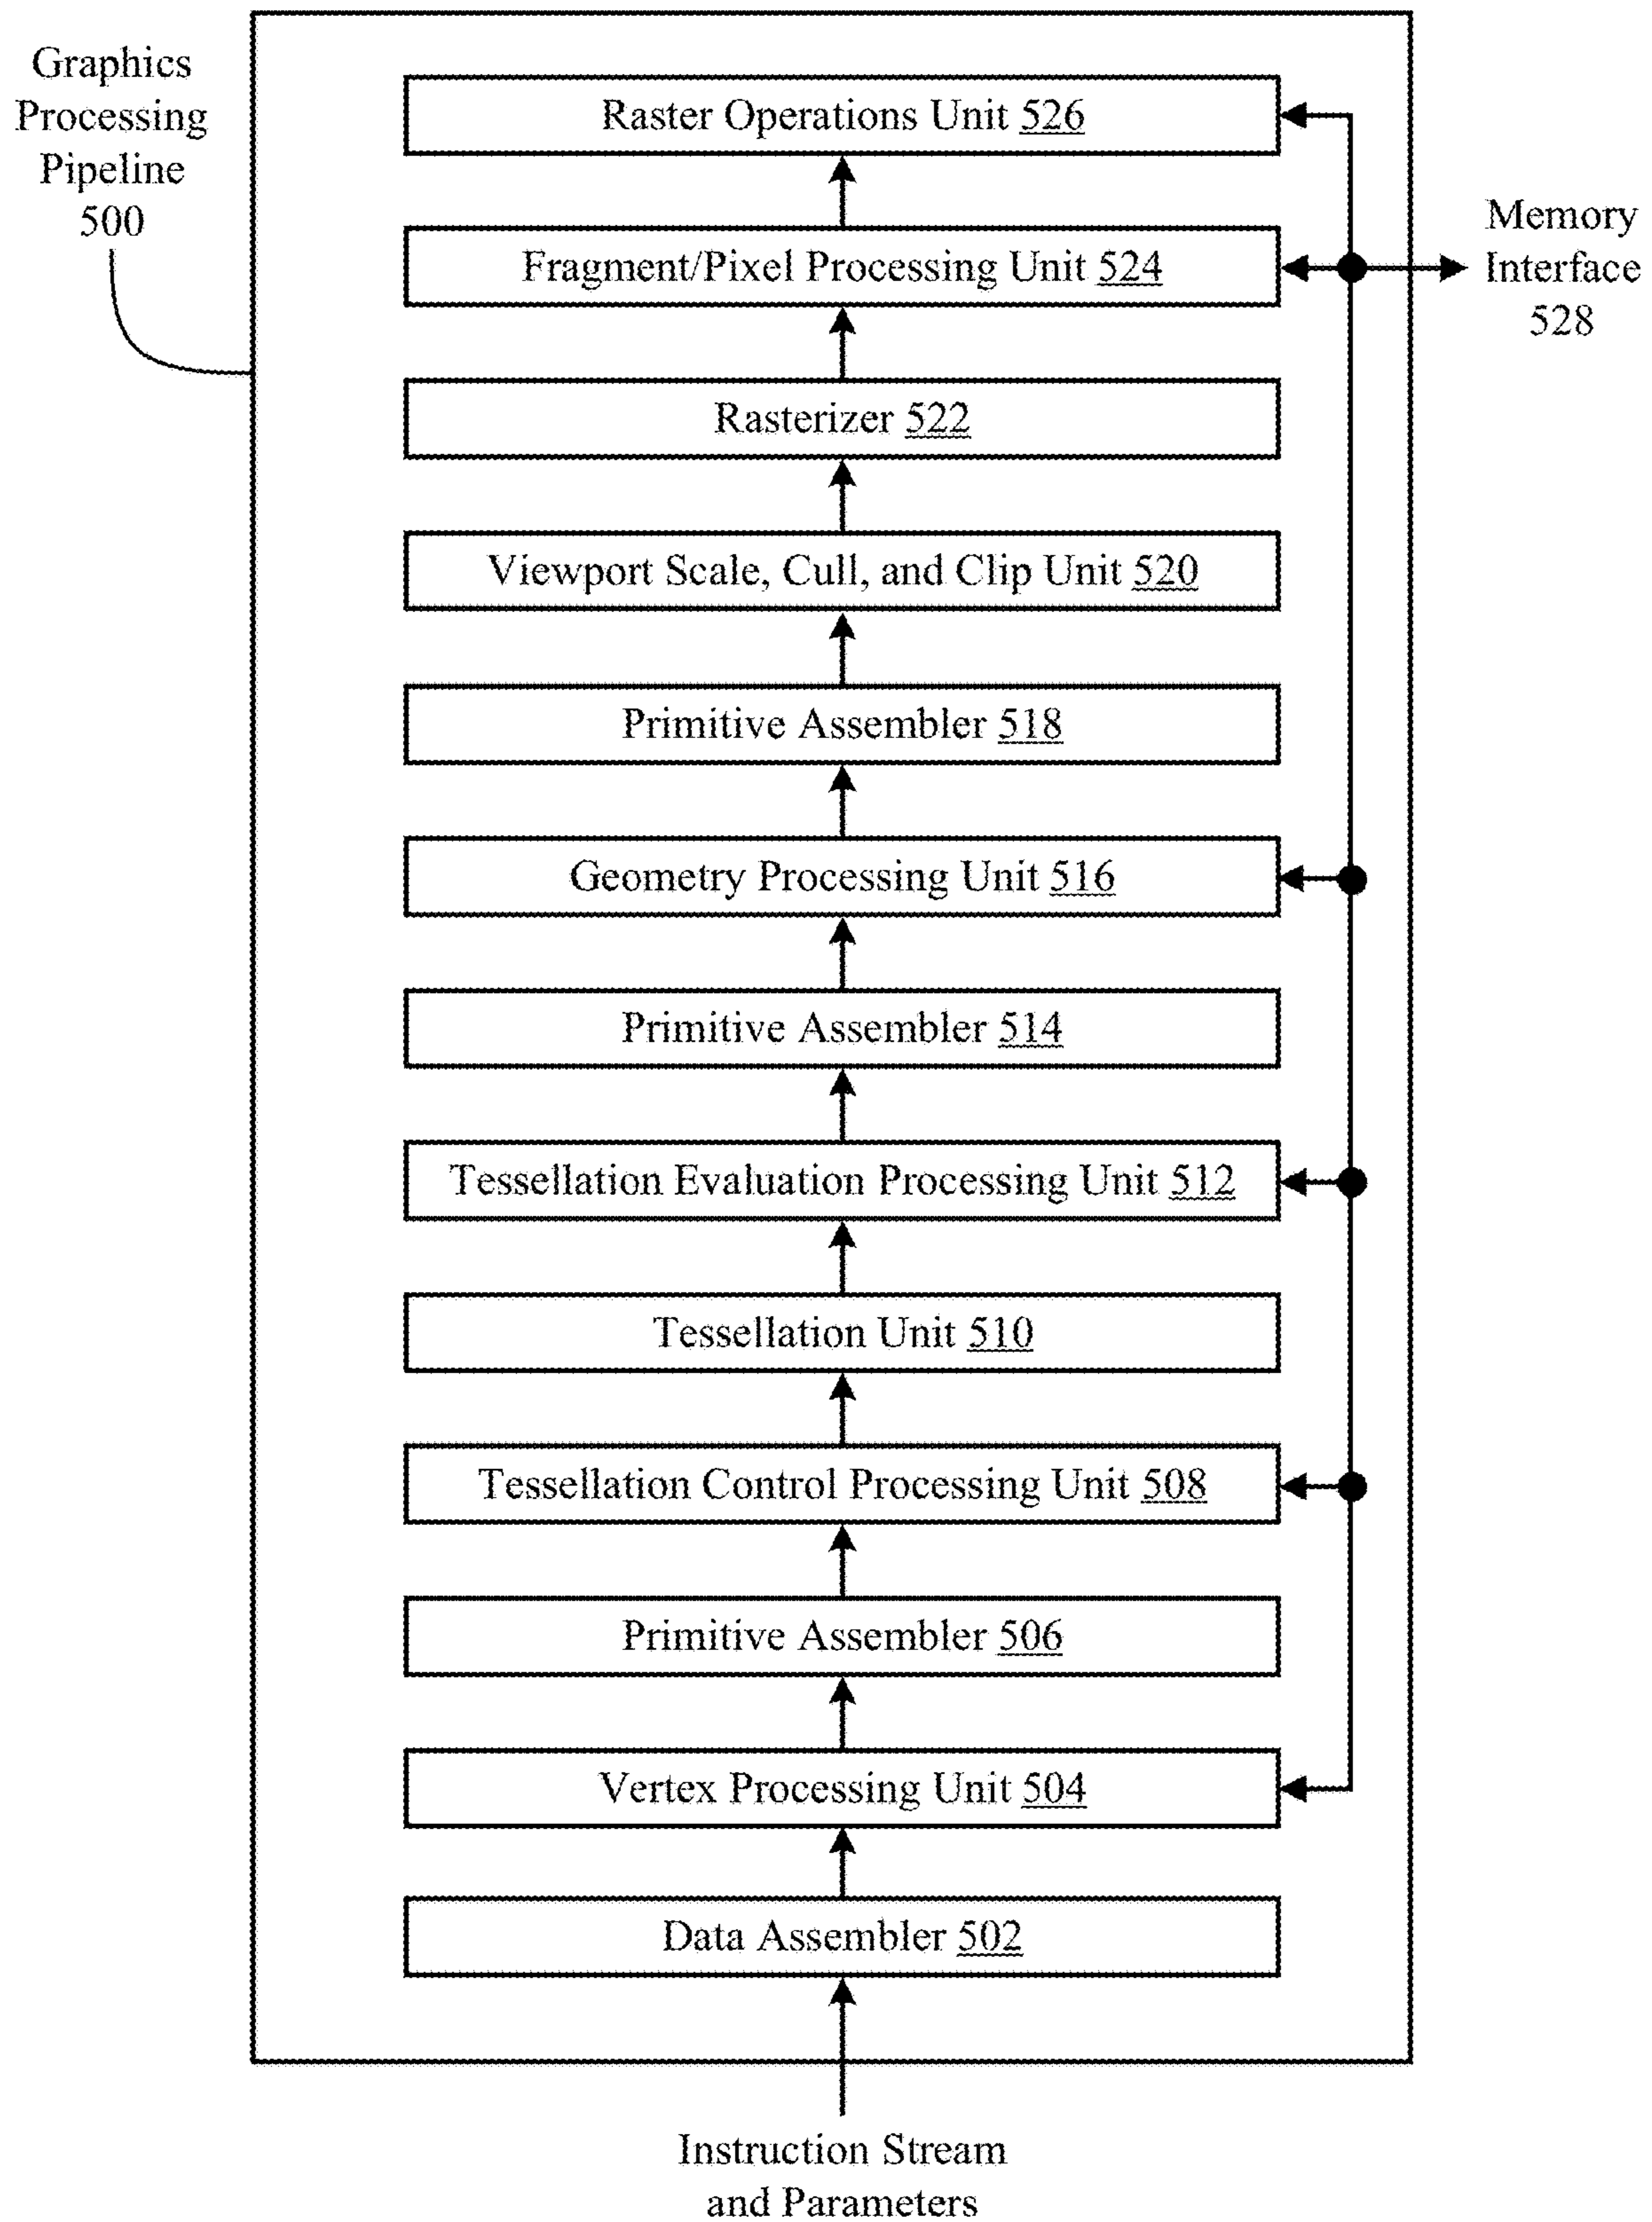 Graphics
Processing
Pipeline
500
Raster Operations Unit 526
Fragment/Pixel Processing Unit 524
Memory
Interface
528
Rasterizer 522
Viewport Scale, Cull, and Clip Unit 520
Primitive Assembler 518
Geometry Processing Unit 516
Primitive Assembler 514
Tessellation Evaluation Processing Unit 512
Tessellation Unit 510
Tessellation Control Processing Unit 508
Primitive Assembler 506
Vertex Processing Unit 504
Data Assembler 502
Instruction Stream
and Parameters